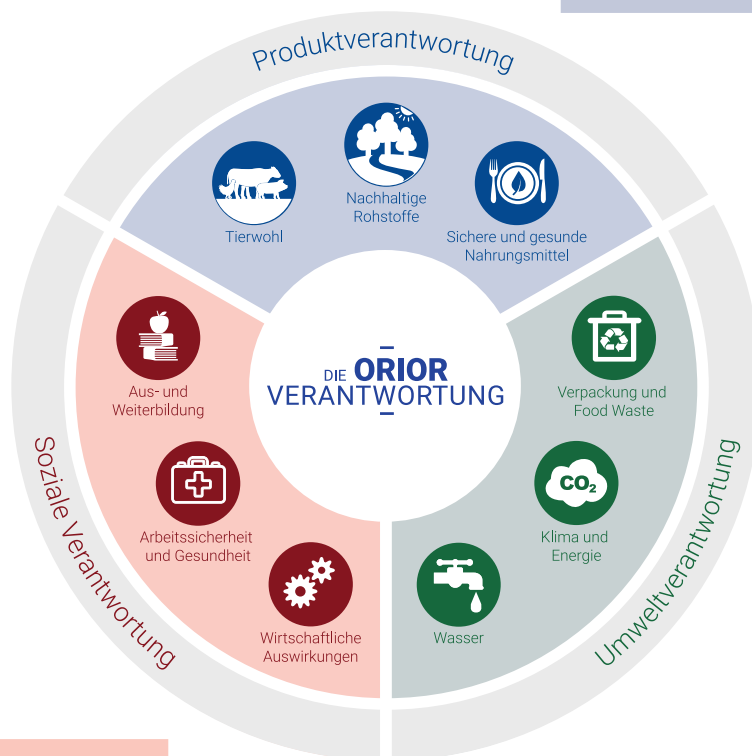 Produktverantwortung
Tierwohl
Nachhaltige
Rohstoffe
Sichere und gesunde
Nahrungsmittel
DIE ORIOR
VERANTWORTUNG
Aus- und
Weiterbildung
Arbeitssicherheit
und Gesundheit
Wirtschaftliche
Auswirkungen
Soziale Verantwortung
Verpackung und
Food Waste
CO₂
Klima und
Energie
Wasser
Umweltverantwortung